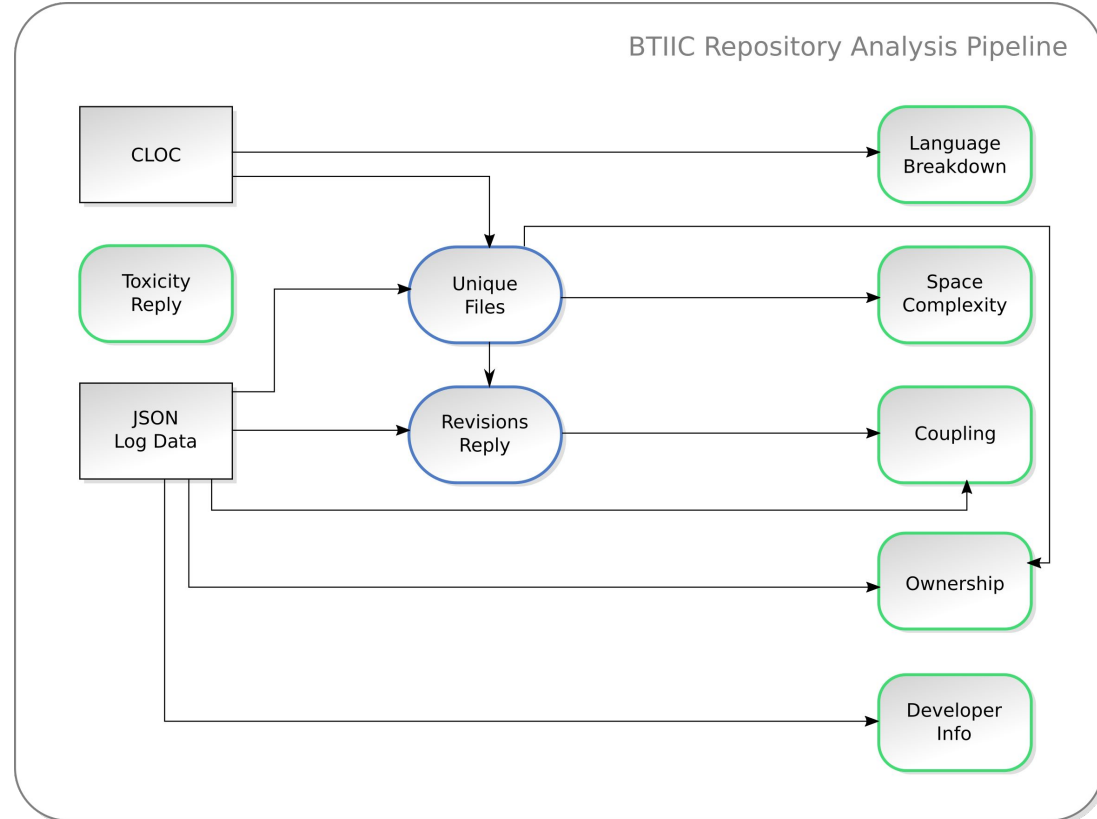 BTIIC Repository Analysis Pipeline
CLOC
Language
Breakdown
Toxicity
Reply
Unique
Files
Space
Complexity
JSON
Log Data
Revisions
Reply
Coupling
Ownership
Developer
Info